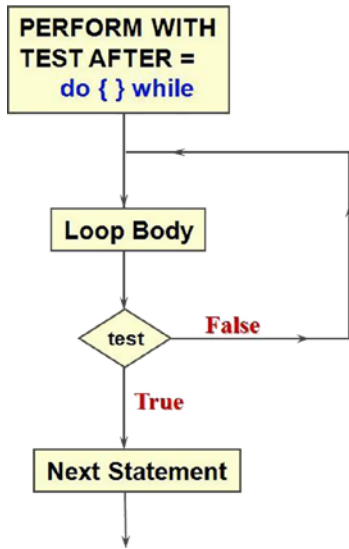 PERFORM WITH
TEST AFTER =
do { } while
Loop Body
test
False
True
Next Statement